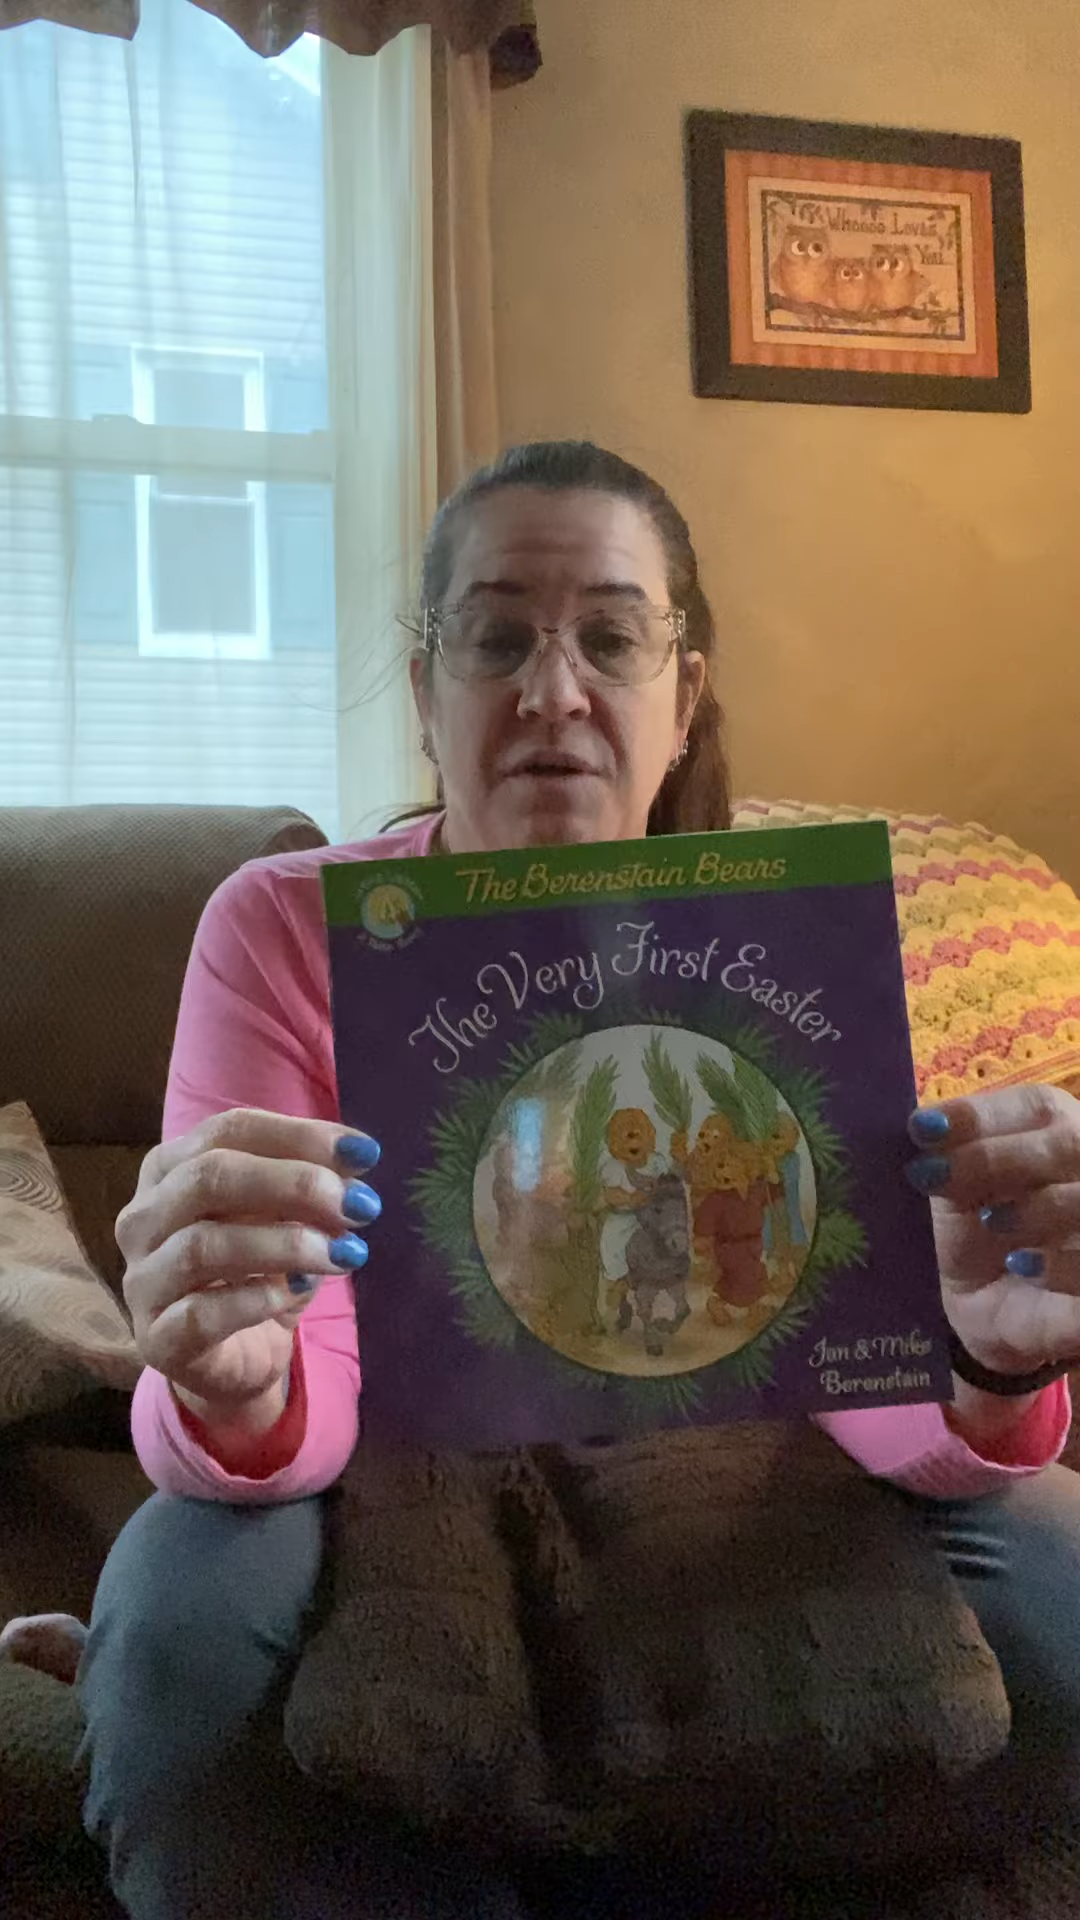 Whoooo Loves
You
The Berenstain Bears
The Very First Easter
Jan & Mike
Berenstain